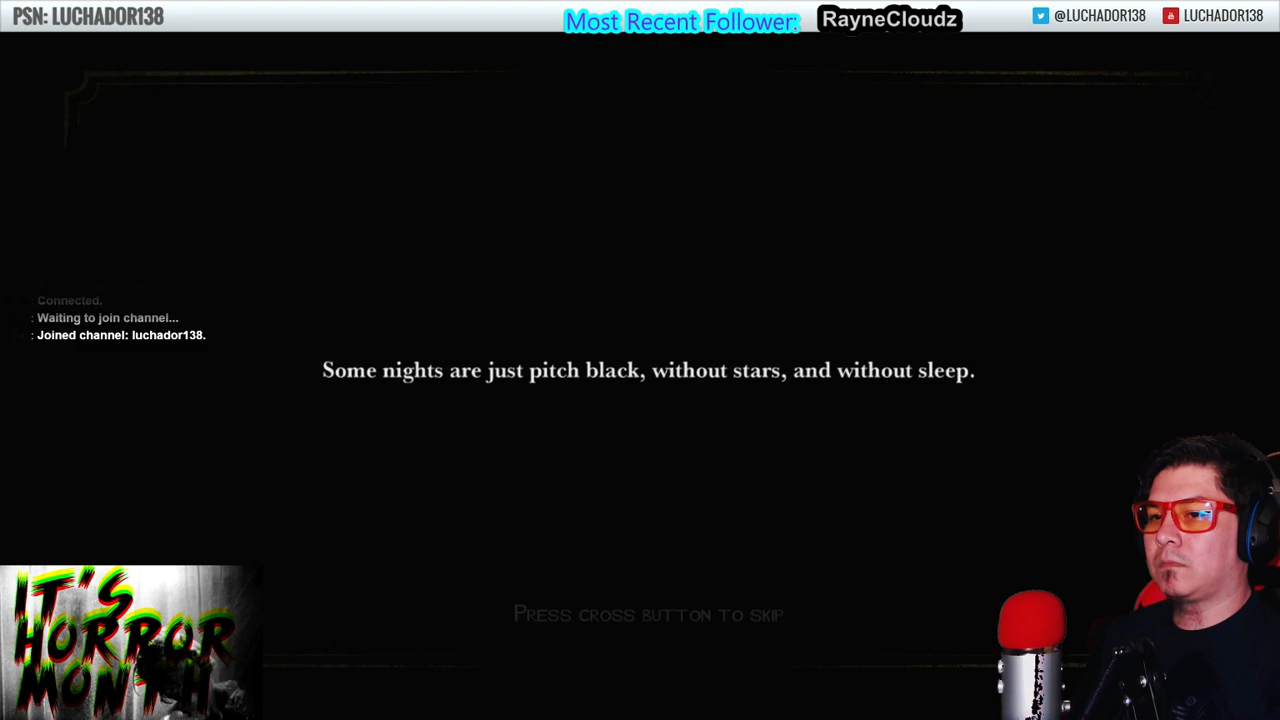 PSN: LUCHADOR138
Most Recent Follower:
RayneCloudz
@LUCHADOR138
LUCHADOR138
: Connected.
: Waiting to join channel...
: Joined channel: luchador138.
Some nights are just pitch black, without stars, and without sleep.
PRESS CROSS BUTTON TO SKIP
IT'S
HORROR
MONTH